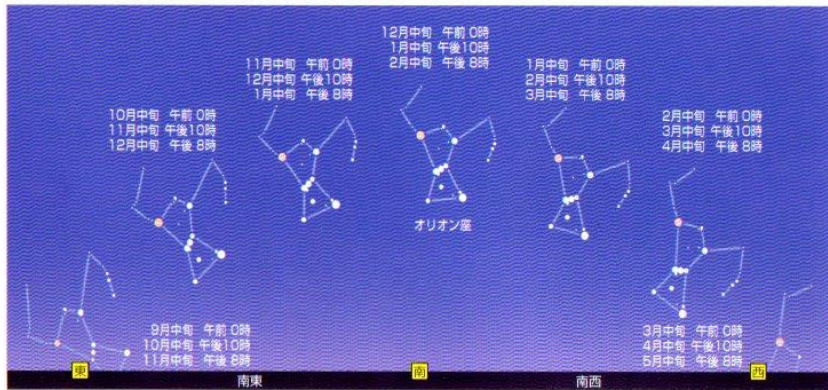 12月中旬 午前0時
1月中旬 午後10時
2月中旬 午後8時
11月中旬 午前0時
12月中旬 午後10時
1月中旬 午後8時
1月中旬 午前0時
2月中旬 午後10時
3月中旬 午後8時
10月中旬 午前0時
11月中旬 午後10時
12月中旬 午後8時
2月中旬 午前0時
3月中旬 午後10時
4月中旬 午後8時
オリオン座
9月中旬 午前0時
10月中旬 午後10時
11月中旬 午後8時
3月中旬 午前0時
4月中旬 午後10時
5月中旬 午後8時
東
南東
南
南西
西